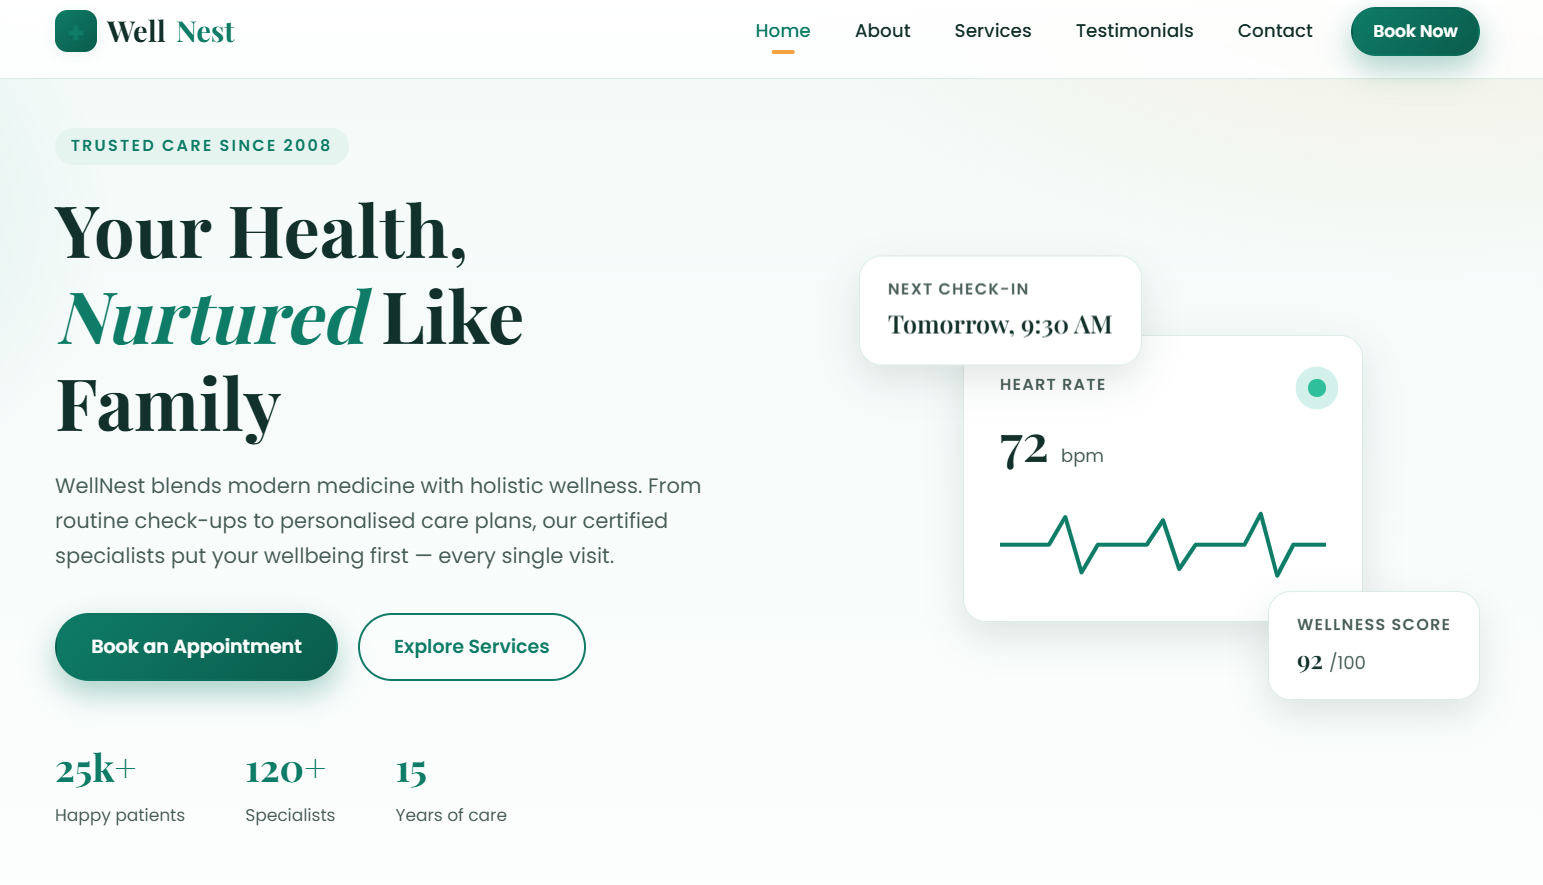 Well Nest
Home About Services Testimonials Contact Book Now
TRUSTED CARE SINCE 2008
Your Health,
Nurtured Like
Family
WellNest blends modern medicine with holistic wellness. From
routine check-ups to personalised care plans, our certified
specialists put your wellbeing first — every single visit.
Book an Appointment Explore Services
25k+ 120+ 15
Happy patients Specialists Years of care
NEXT CHECK-IN
Tomorrow, 9:30 AM
HEART RATE
72 bpm
WELLNESS SCORE
92 /100